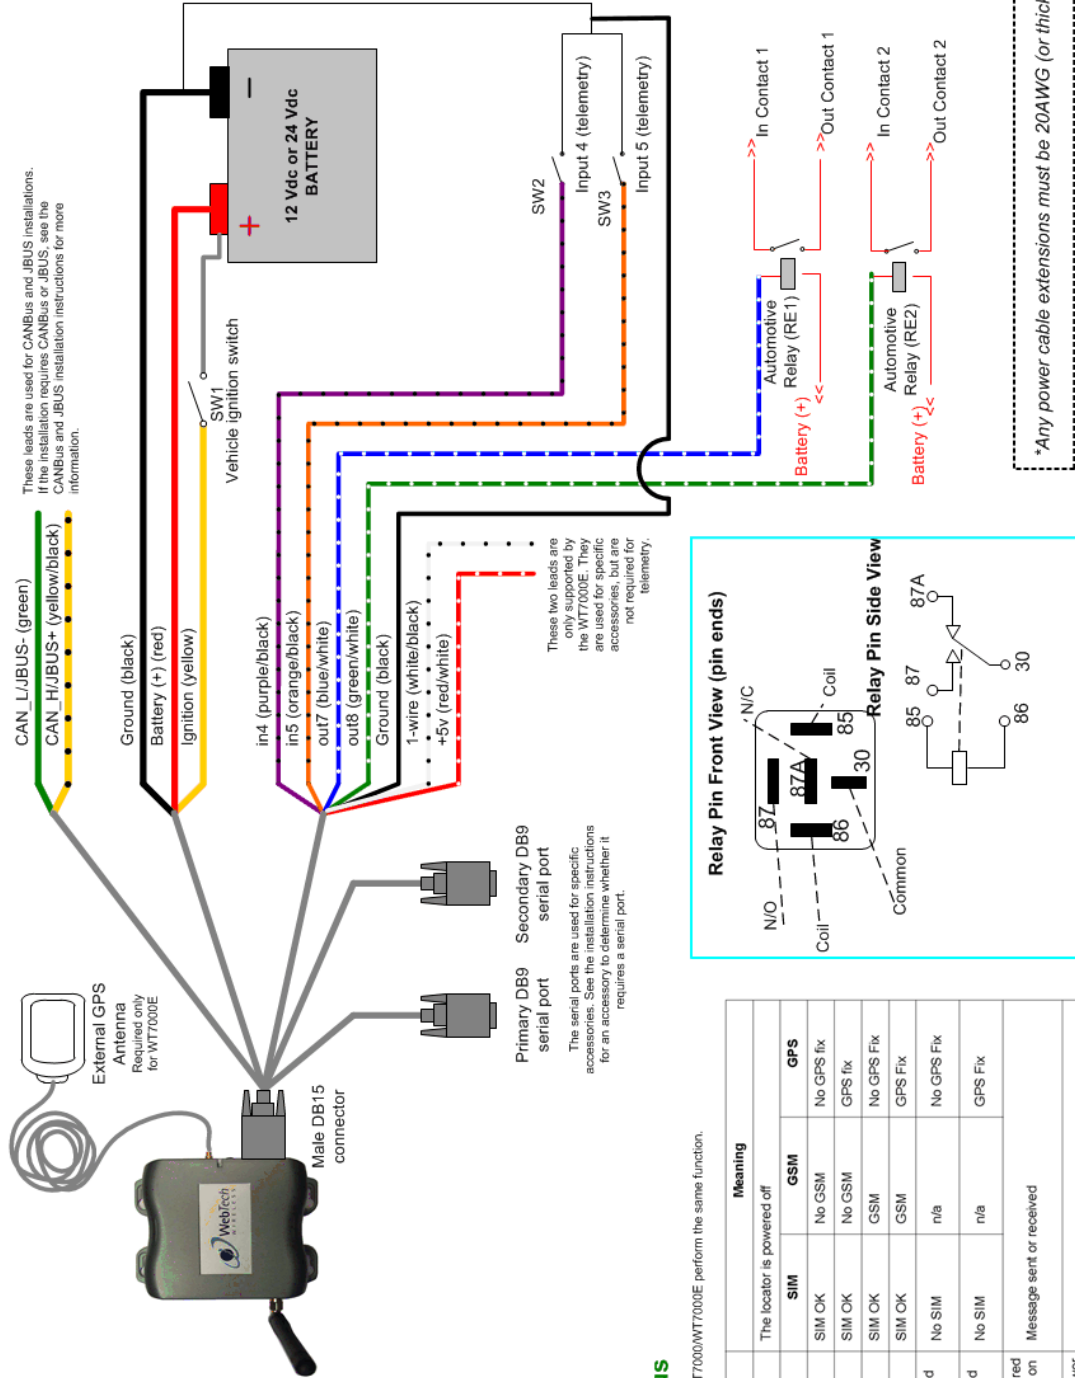 These leads are used for CANBus and JBUS installations.
If the installation requires CANBus or JBUS, see the
CANBus and JBUS installation instructions for more
information.
CAN_L/JBUS- (green)
CAN_H/JBUS+ (yellow/black)
Ground (black)
Battery (+) (red)
Ignition (yellow)
SW1
Vehicle ignition switch
+
−
12 Vdc or 24 Vdc
BATTERY
External GPS
Antenna
Required only
for WT7000E
WebTech
WIRELESS
Male DB15
connector
in4 (purple/black)
in5 (orange/black)
out7 (blue/white)
out8 (green/white)
Ground (black)
1-wire (white/black)
+5v (red/white)
SW2
Input 4 (telemetry)
SW3
Input 5 (telemetry)
Primary DB9
serial port
Secondary DB9
serial port
The serial ports are used for specific
accessories. See the installation instructions
for an accessory to determine whether it
requires a serial port.
These two leads are
only supported by
the WT7000E. They
are used for specific
accessories, but are
not required for
telemetry.
Automotive
Relay (RE1)
Battery (+)
<<
>>
In Contact 1
>>
Out Contact 1
Automotive
Relay (RE2)
Battery (+)
<<
>>
In Contact 2
>>
Out Contact 2
Relay Pin Front View (pin ends)
N/O
N/C
87
87A
86
85
30
Coil
Coil
Common
Relay Pin Side View
85
87
87A
86
30
*Any power cable extensions must be 20AWG (or
us
T7000/WT7000E perform the same function.
Meaning
The locator is powered off
SIM GSM GPS
SIM OK No GSM No GPS fix
SIM OK No GSM GPS fix
SIM OK GSM No GPS Fix
SIM OK GSM GPS Fix
d No SIM n/a No GPS Fix
d No SIM n/a GPS Fix
red
on Message sent or received